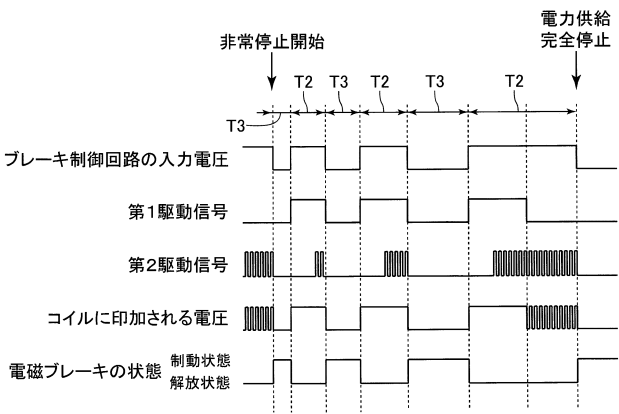 電力供給
完全停止
非常停止開始
T2 T3 T2 T3 T2
T3
ブレーキ制御回路の入力電圧
第1駆動信号
第2駆動信号
コイルに印加される電圧
電磁ブレーキの状態 制動状態
解放状態